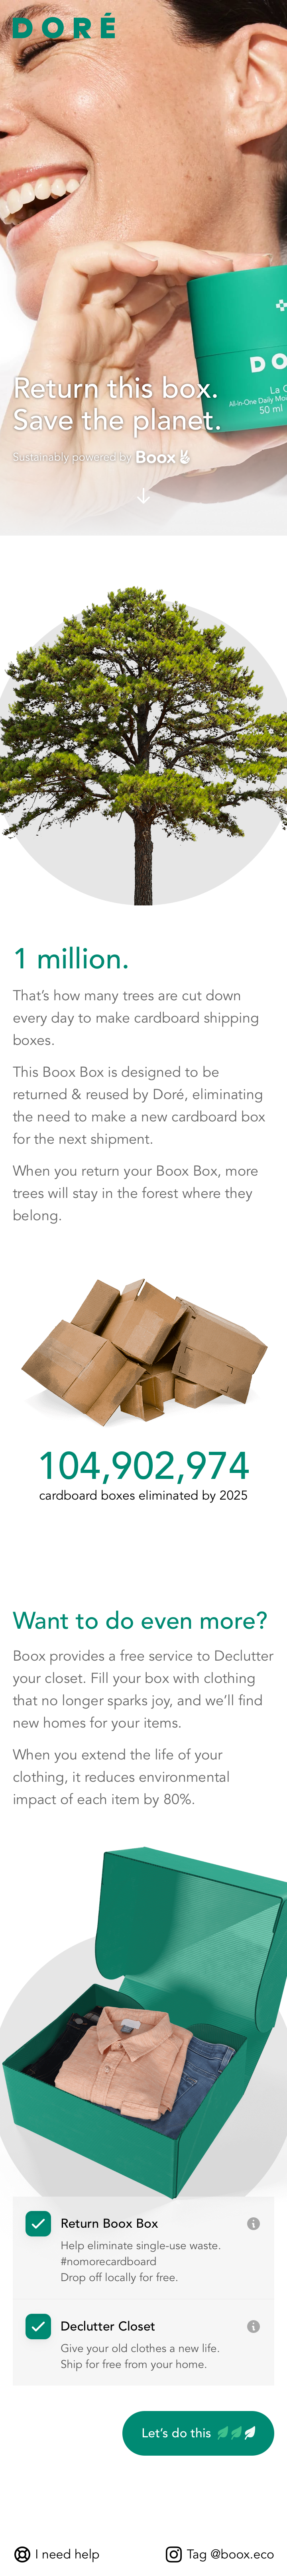 DORÉ
DO
La C
All-in-One Daily Mo
50 ml
Return this box.
Save the planet.
Sustainably powered by Boox
1 million.
That’s how many trees are cut down
every day to make cardboard shipping
boxes.
This Boox Box is designed to be
returned & reused by Doré, eliminating
the need to make a new cardboard box
for the next shipment.
When you return your Boox Box, more
trees will stay in the forest where they
belong.
104,902,974
cardboard boxes eliminated by 2025
Want to do even more?
Boox provides a free service to Declutter
your closet. Fill your box with clothing
that no longer sparks joy, and we’ll find
new homes for your items.
When you extend the life of your
clothing, it reduces environmental
impact of each item by 80%.
Return Boox Box
Help eliminate single-use waste.
#nomorecardboard
Drop off locally for free.
Declutter Closet
Give your old clothes a new life.
Ship for free from your home.
Let’s do this
I need help
Tag @boox.eco